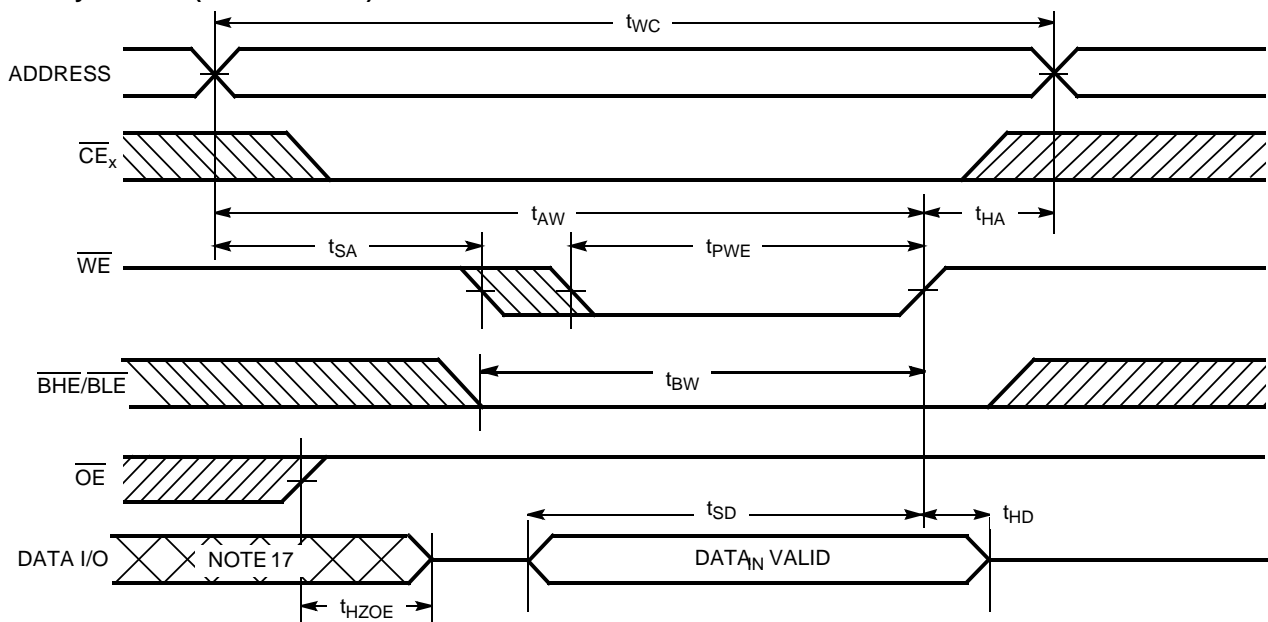 tWC
ADDRESS
CEx
tAW
tHA
tSA
tPWE
WE
BHE/BLE
tBW
OE
tSD
tHD
DATA I/O
NOTE 17
DATAIN VALID
tHZOE